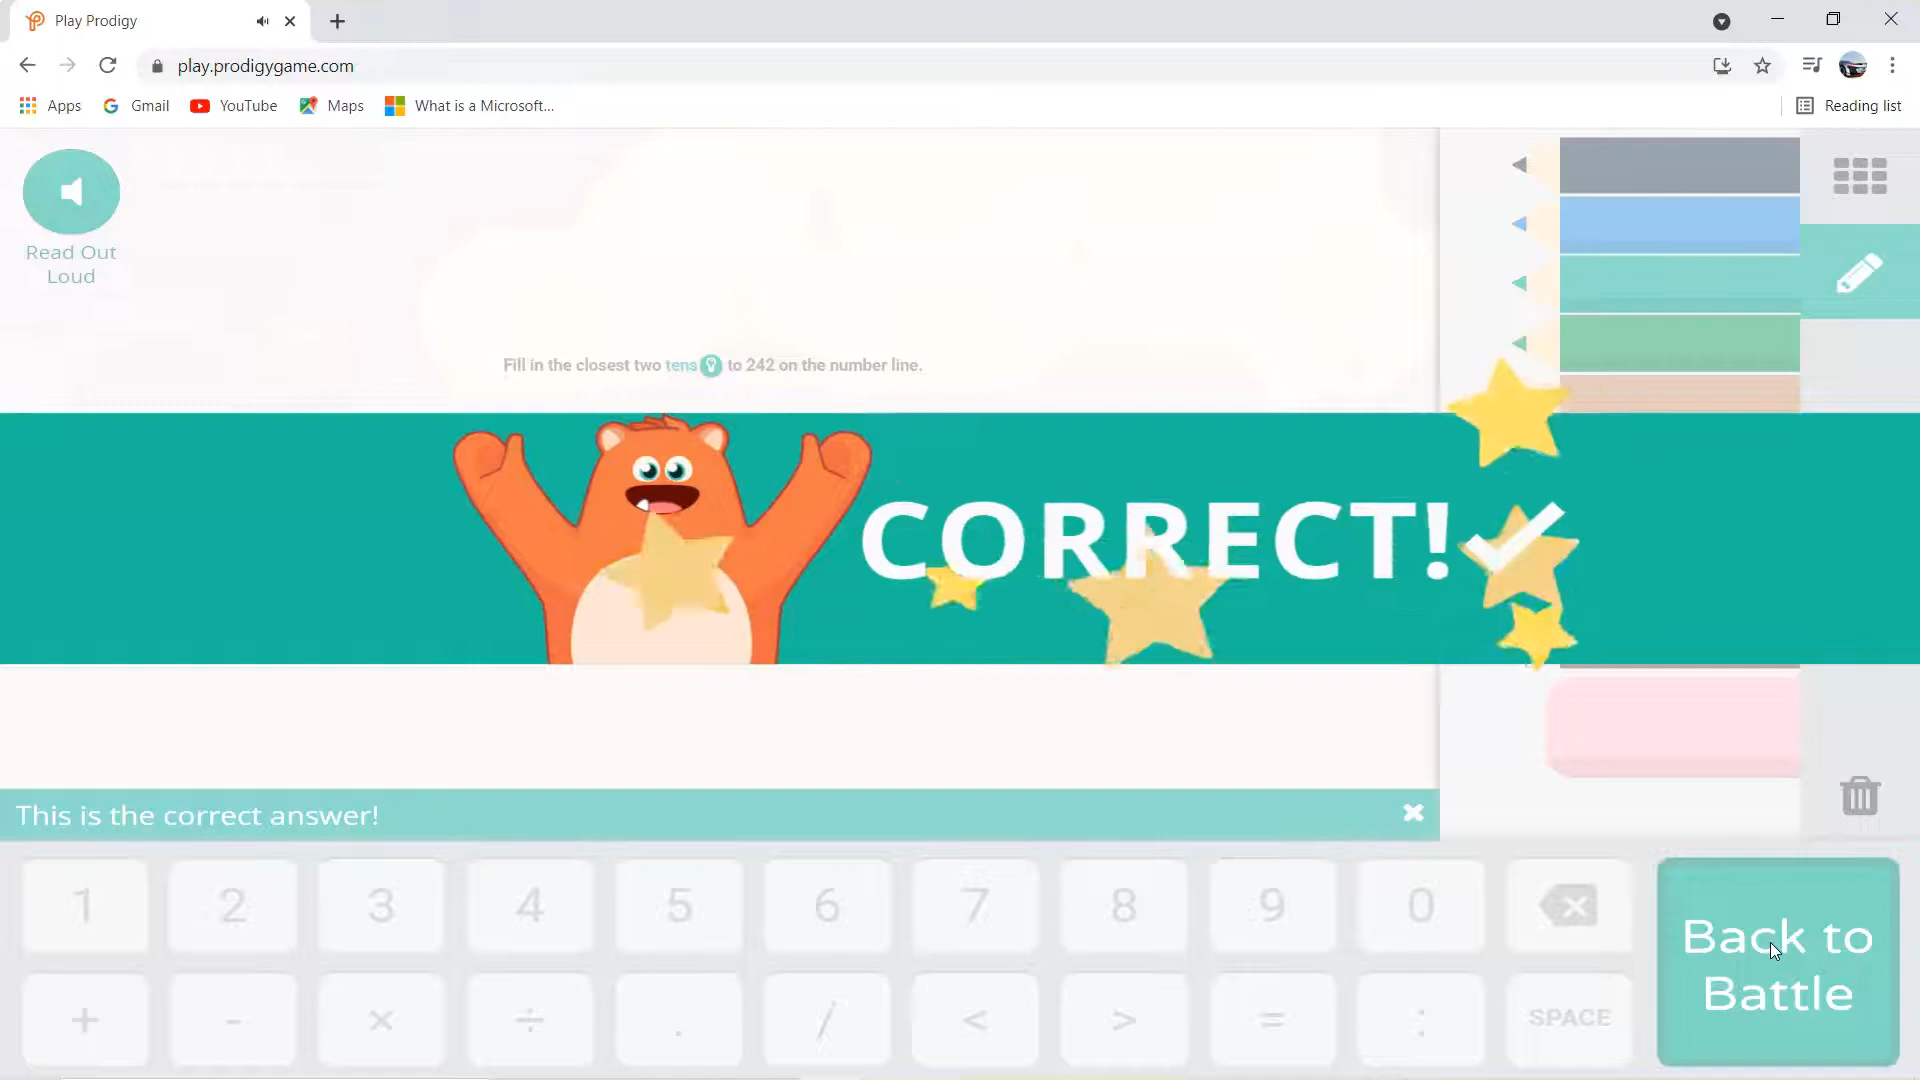 Play Prodigy
play.prodigygame.com
Apps Gmail YouTube Maps What is a Microsoft... Reading list
Read Out
Loud
Fill in the closest two tens to 242 on the number line.
CORRECT!
This is the correct answer!
1 2 3 4 5 6 7 8 9 0
Back to
Battle
+ - × ÷ . / < > = : SPACE